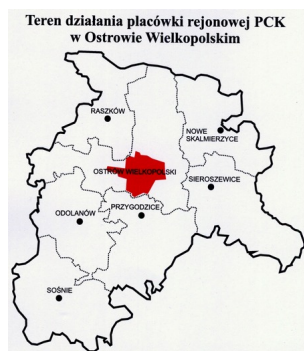 Teren działania placówki rejonowej PCK
w Ostrowie Wielkopolskim
RASZKÓW
NOWE
SKALMIERZYCE
OSTRÓW WIELKOPOLSKI
SIEROSZEWICE
PRZYGODZICE
ODOLANÓW
SOŚNIE